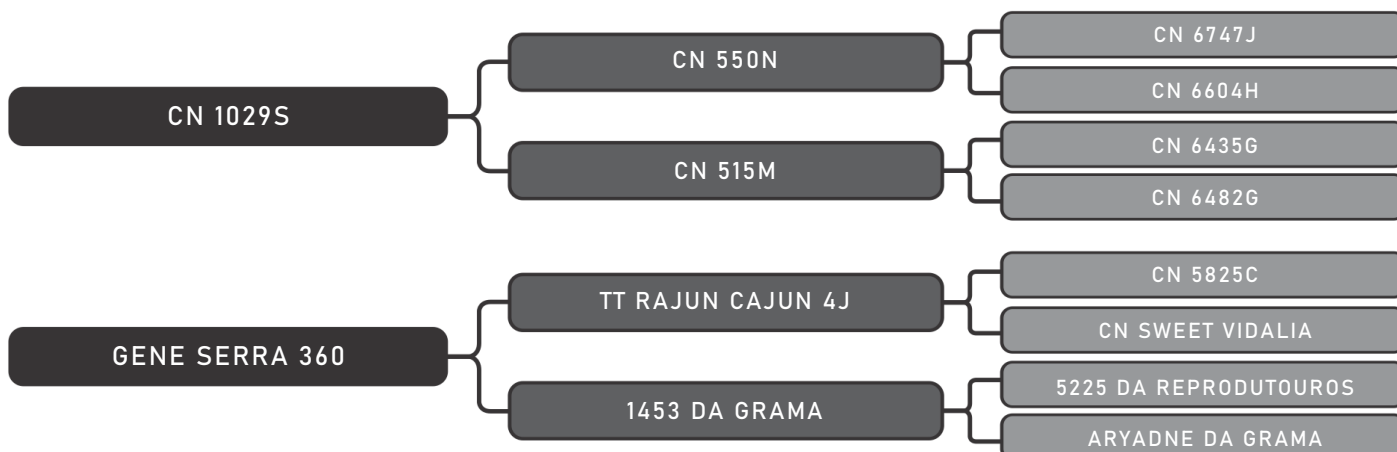 CN 1029S
CN 550N
CN 515M
CN 6747J
CN 6604H
CN 6435G
CN 6482G
GENE SERRA 360
TT RAJUN CAJUN 4J
1453 DA GRAMA
CN 5825C
CN SWEET VIDALIA
5225 DA REPRODUTOUROS
ARYADNE DA GRAMA